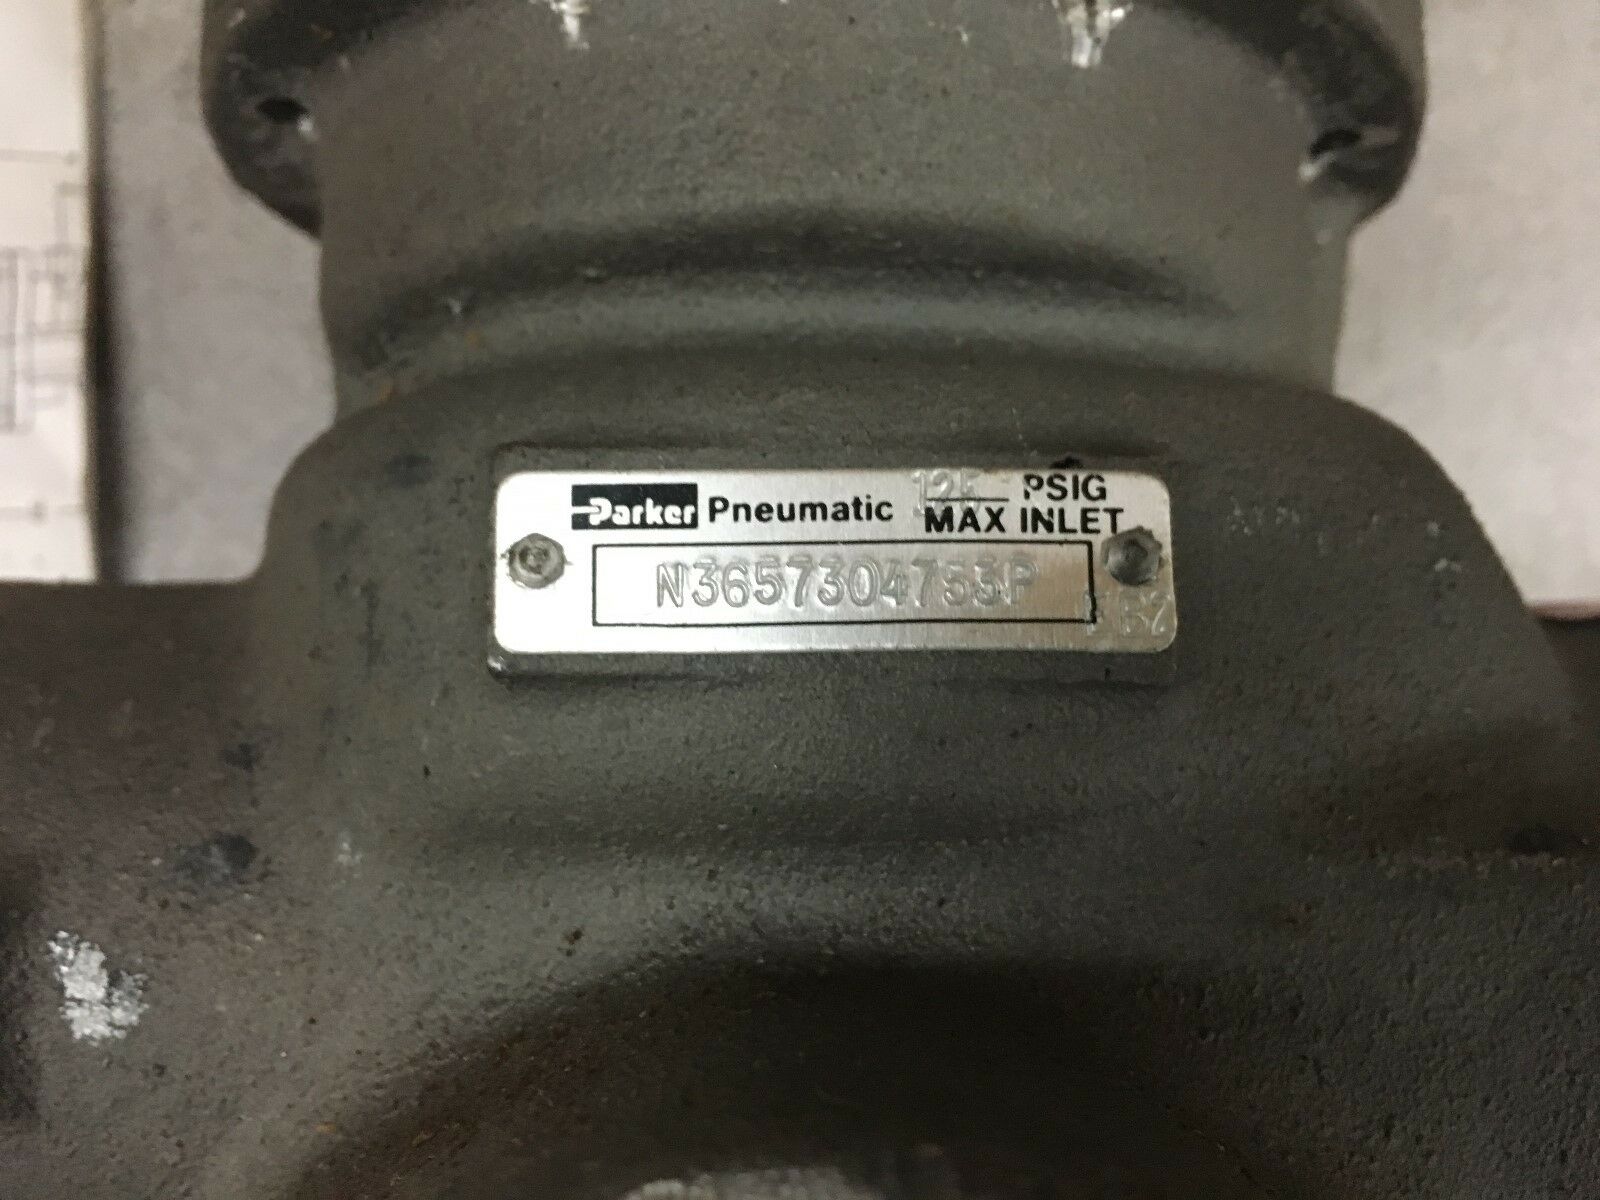 Parker Pneumatic PSIG
MAX INLET
N3657304753P